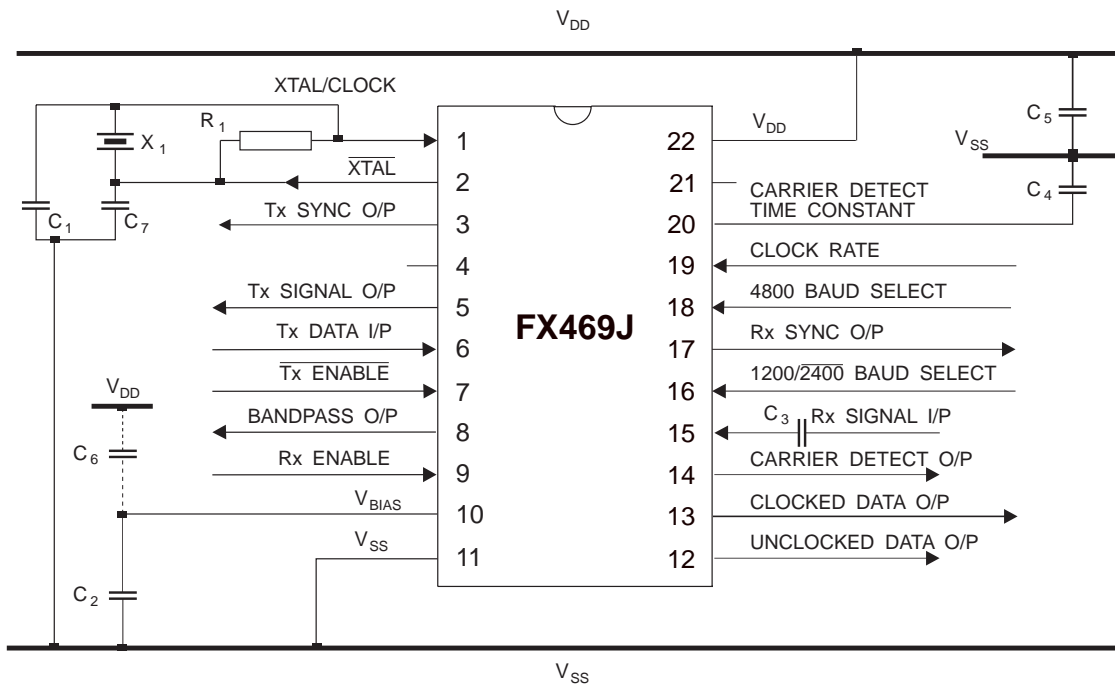 VDD
XTAL/CLOCK
R1
X1
C1
C7
XTAL
Tx SYNC O/P
Tx SIGNAL O/P
Tx DATA I/P
Tx ENABLE
BANDPASS O/P
Rx ENABLE
VDD
C6
VBIAS
VSS
C2
1
2
3
4
5
6
7
8
9
10
11
FX469J
22
21
20
19
18
17
16
15
14
13
12
VDD
C5
VSS
C4
CARRIER DETECT
TIME CONSTANT
CLOCK RATE
4800 BAUD SELECT
Rx SYNC O/P
1200/2400 BAUD SELECT
C3 Rx SIGNAL I/P
CARRIER DETECT O/P
CLOCKED DATA O/P
UNCLOCKED DATA O/P
VSS